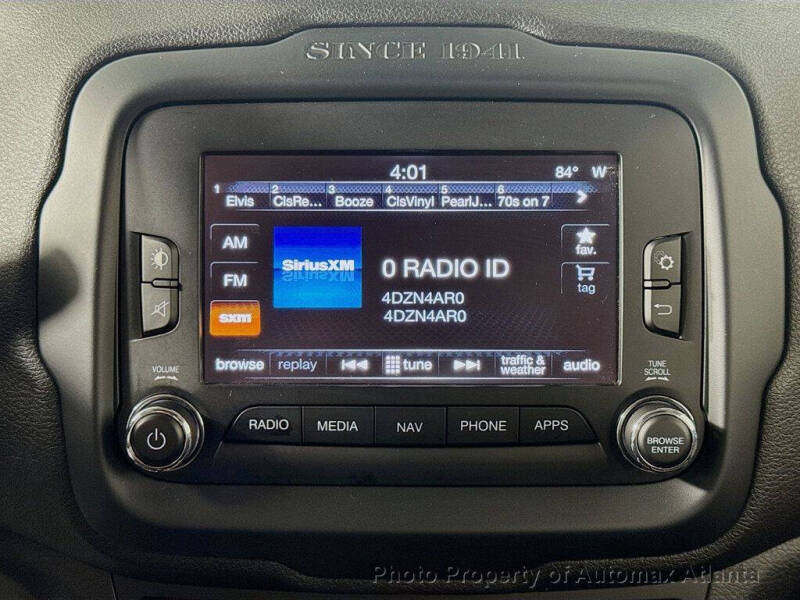 SINCE 1941
4:01 84° W
1 2 3 4 5 6
Elvis ClsRe... Booze ClsVinyl PearlJ... 70s on 7 >
AM
FM
sxm
SiriusXM
0 RADIO ID
4DZN4AR0
4DZN4AR0
fav.
tag
browse replay tune traffic & weather audio
VOLUME
TUNE
SCROLL
RADIO MEDIA NAV PHONE APPS
BROWSE
ENTER
Photo Property of Automax Atlanta